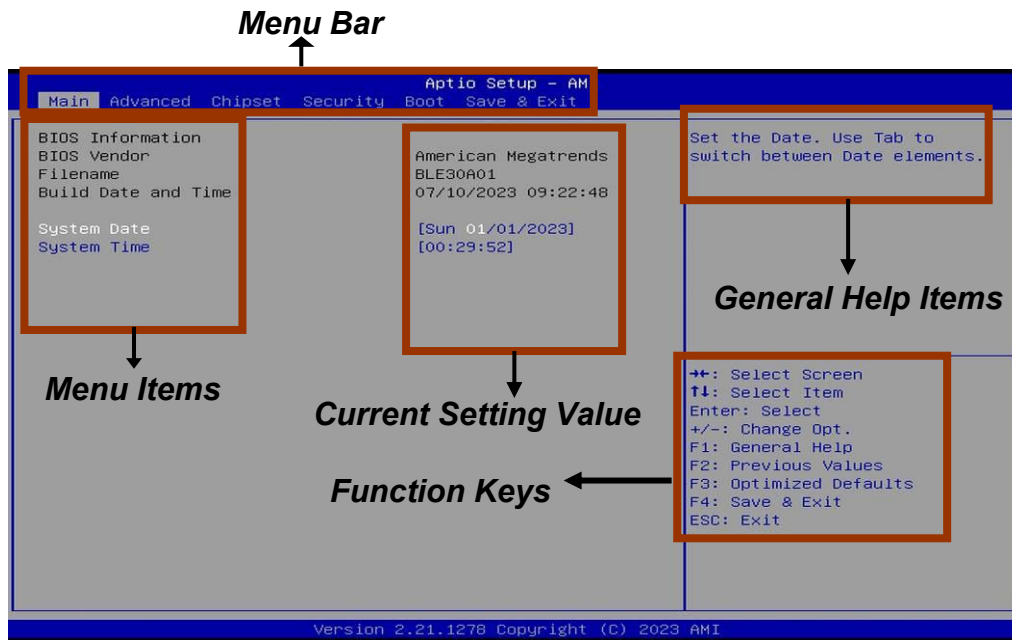 Menu Bar
Aptio Setup – AM
Main Advanced Chipset Security Boot Save & Exit
BIOS Information
BIOS Vendor American Megatrends
Filename BLE30A01
Build Date and Time 07/10/2023 09:22:48
System Date [Sun 01/01/2023]
System Time [00:29:52]
Set the Date. Use Tab to
switch between Date elements.
General Help Items
Menu Items
Current Setting Value
Function Keys
→←: Select Screen
↑↓: Select Item
Enter: Select
+/-: Change Opt.
F1: General Help
F2: Previous Values
F3: Optimized Defaults
F4: Save & Exit
ESC: Exit
Version 2.21.1278 Copyright (C) 2023 AMI